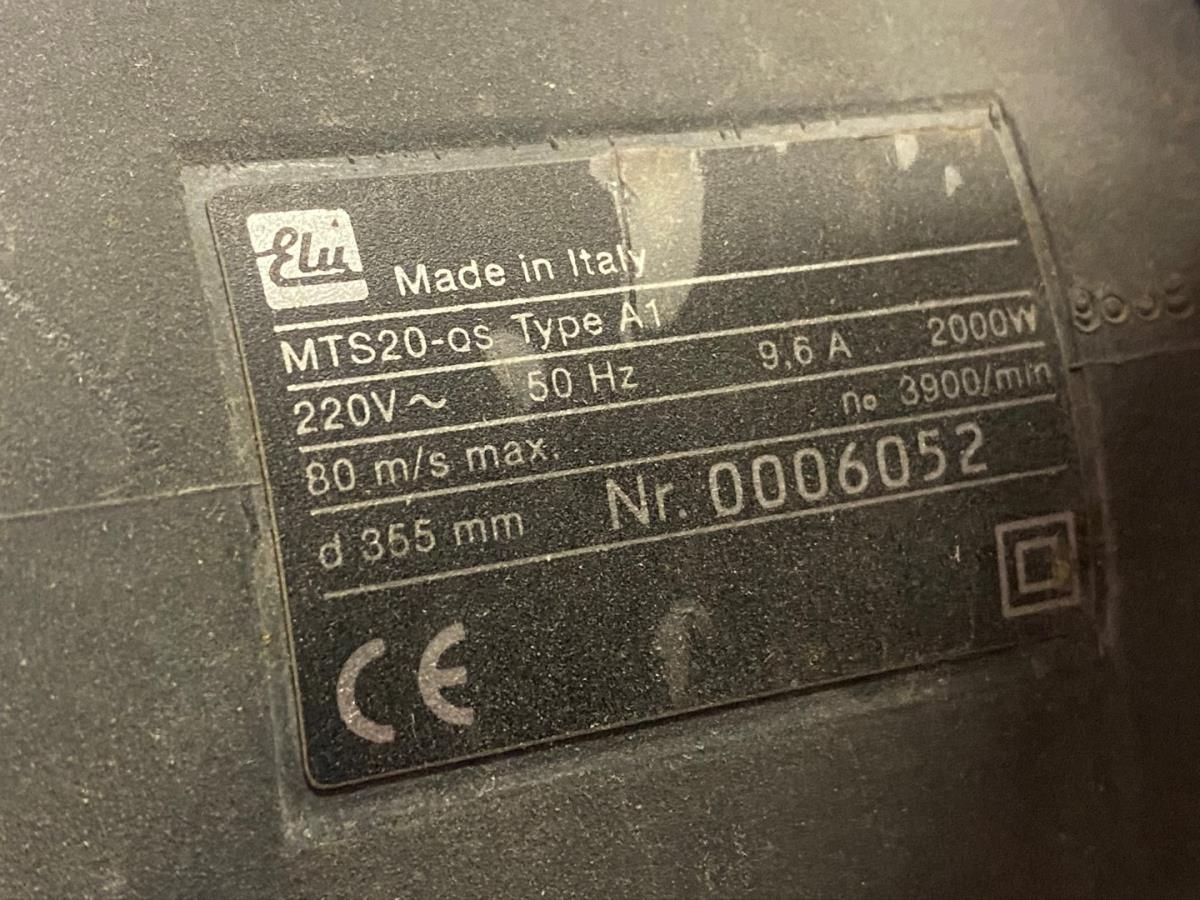 Elu Made in Italy
MTS20-QS Type A1
220V~ 50 Hz 9,6 A 2000W
80 m/s max. no 3900/min
d 355 mm Nr. 0006052
CE